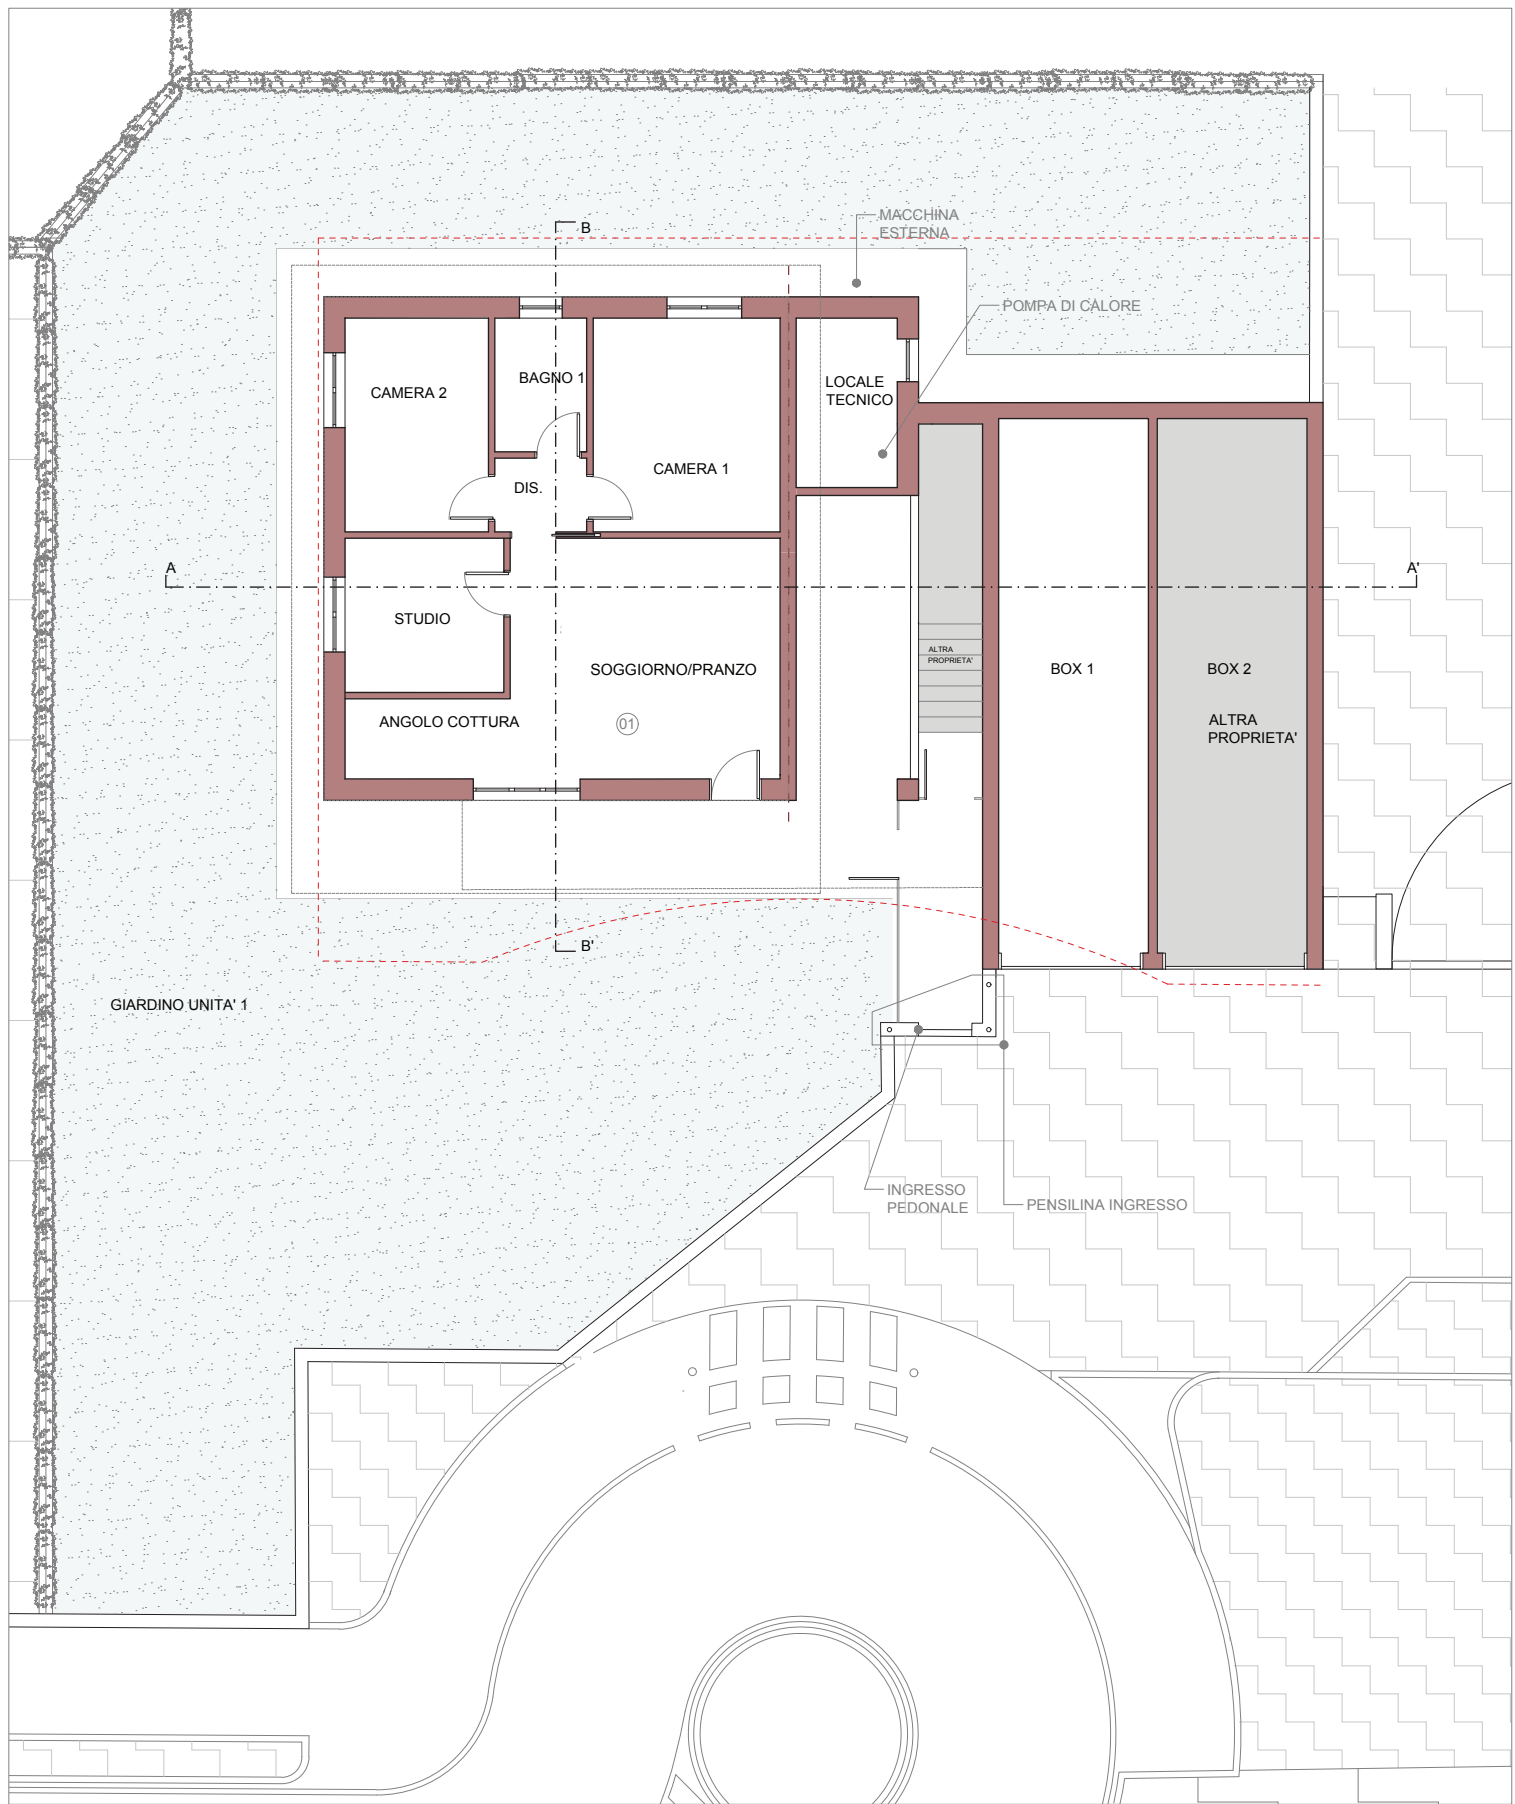 MACCHINA
ESTERNA
B
POMPA DI CALORE
BAGNO 1
CAMERA 2
LOCALE
TECNICO
CAMERA 1
DIS.
A
A'
STUDIO
ALTRA
PROPRIETA'
SOGGIORNO/PRANZO
BOX 1
BOX 2
ANGOLO COTTURA
01
ALTRA
PROPRIETA'
B'
GIARDINO UNITA' 1
INGRESSO
PEDONALE
PENSILINA INGRESSO